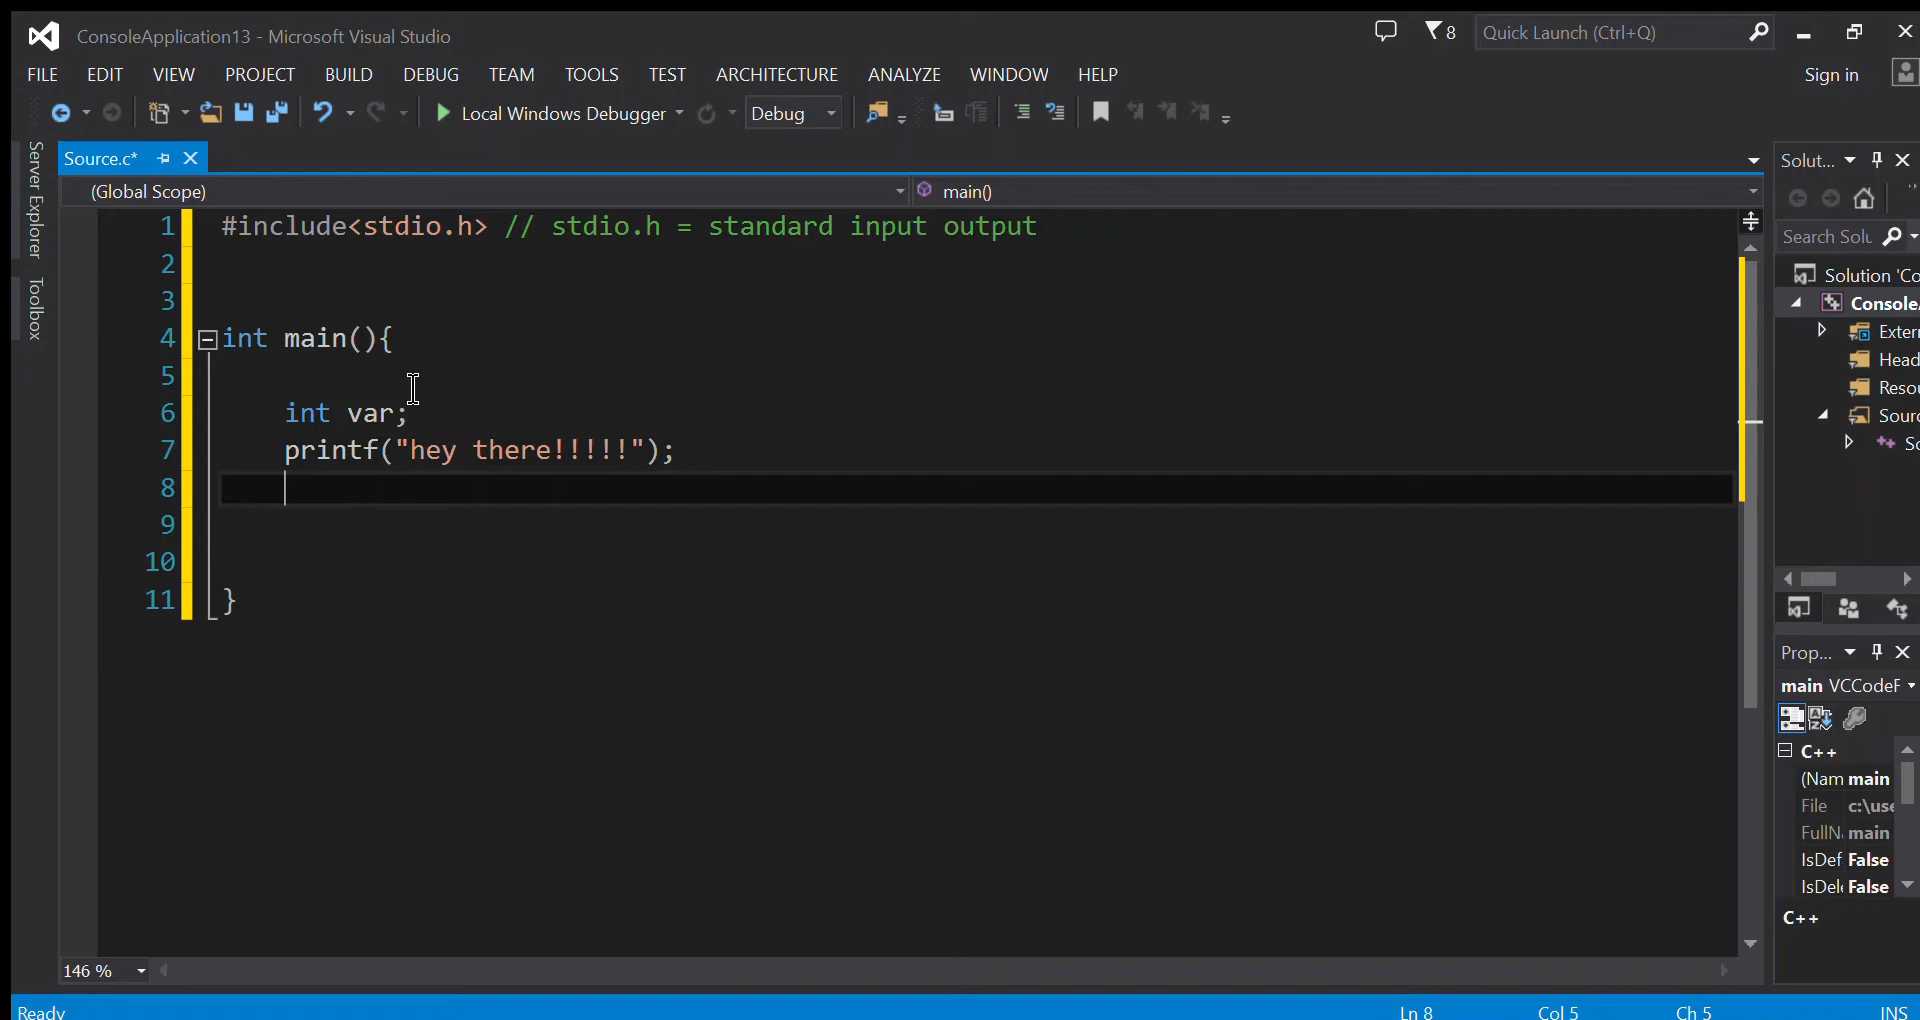 ConsoleApplication13 - Microsoft Visual Studio
8
Quick Launch (Ctrl+Q)
FILE EDIT VIEW PROJECT BUILD DEBUG TEAM TOOLS TEST ARCHITECTURE ANALYZE WINDOW HELP
Sign in
Local Windows Debugger
Debug
Server Explorer
Toolbox
Source.c*
(Global Scope)
main()
1 #include<stdio.h> // stdio.h = standard input output
2
3
4 int main(){
5
6 int var;
7 printf("hey there!!!!!");
8
9
10
11 }
146 %
Solut...
Search Solu
Solution 'Co
Console
Exter
Head
Resou
Sourc
Sc
Prop...
main VCCodeF
C++
(Nam main
File c:\use
FullN main
IsDef False
IsDele False
C++
Ready
Ln 8 Col 5 Ch 5 INS